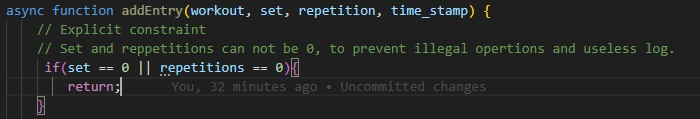 async function addEntry(workout, set, repetition, time_stamp) {
// Explicit constraint
// Set and reppetitions can not be 0, to prevent illegal opertions and useless log.
if(set == 0 || repetitions == 0){
return; You, 32 minutes ago • Uncommitted changes
}